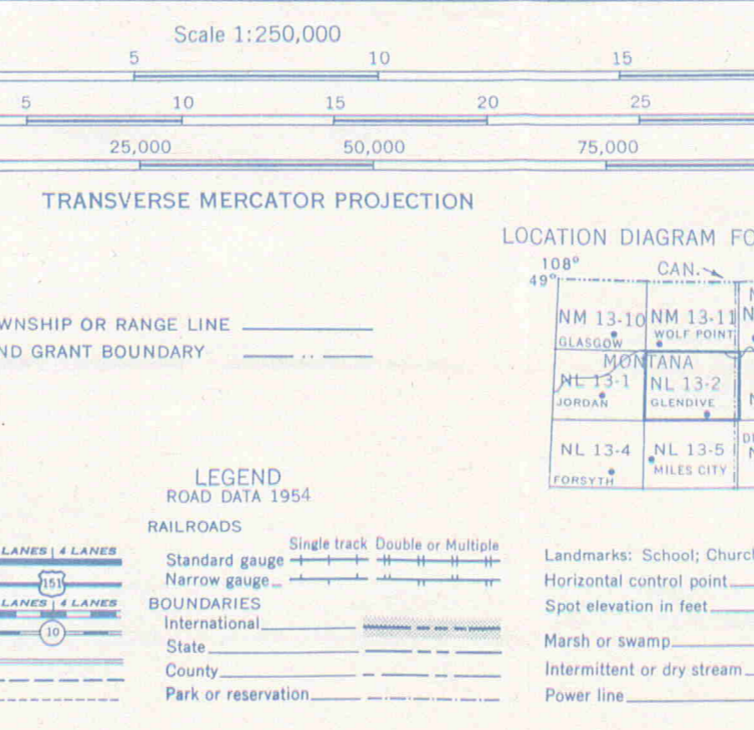 Scale 1:250,000
5 10 15
5 10 15 20 25
25,000 50,000 75,000
TRANSVERSE MERCATOR PROJECTION
WNSHIP OR RANGE LINE
ND GRANT BOUNDARY
LOCATION DIAGRAM FO
108°
49°
CAN.
NM 13-10 NM 13-11 N
GLASGOW WOLF POINT
MONTANA
NL 13-1 NL 13-2
JORDAN GLENDIVE
NL 13-4 NL 13-5
FORSYTH MILES CITY
LEGEND
ROAD DATA 1954
LANES | 4 LANES
151
LANES | 4 LANES
10
RAILROADS
Single track Double or Multiple
Standard gauge
Narrow gauge
BOUNDARIES
International
State
County
Park or reservation
Landmarks: School; Church
Horizontal control point
Spot elevation in feet
Marsh or swamp
Intermittent or dry stream
Power line